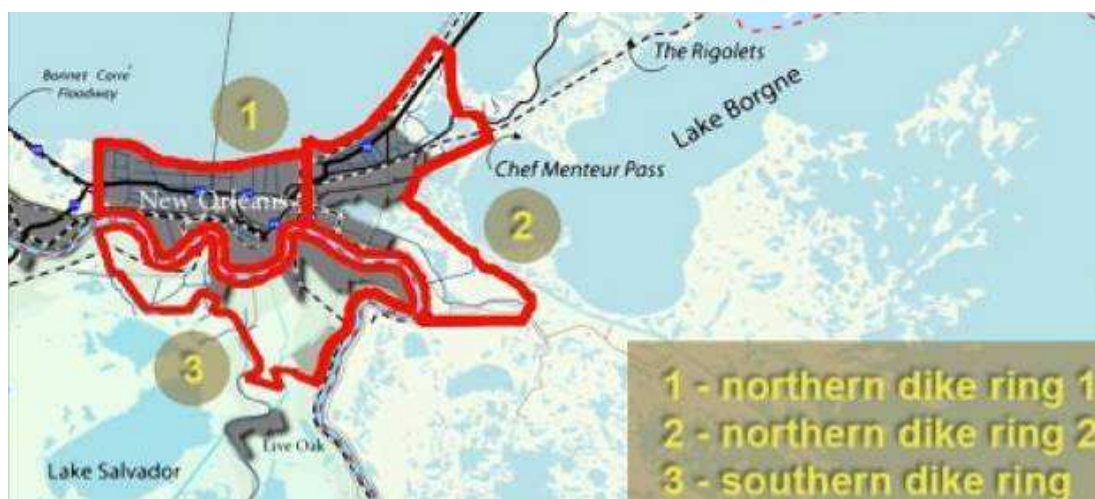 Bonnet Carré
Floodway
The Rigolets
Lake Borgne
1
Chef Menteur Pass
New Orleans
2
3
Live Oak
Lake Salvador
1 - northern dike ring 1
2 - northern dike ring 2
3 - southern dike ring